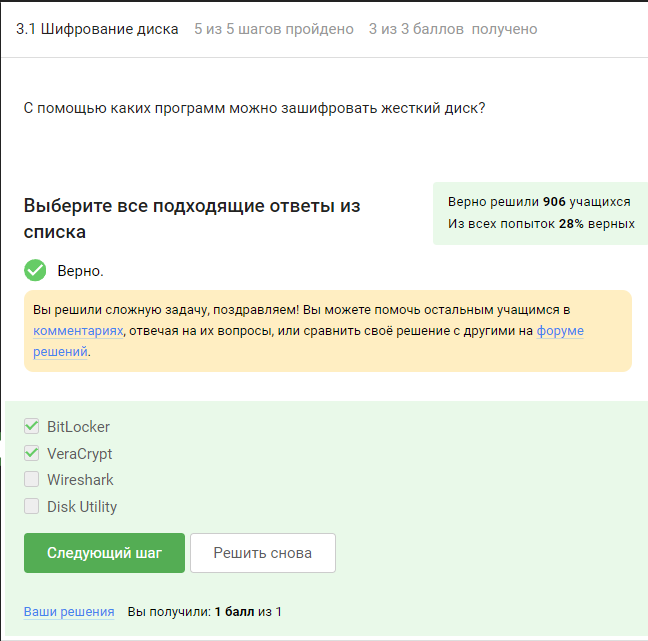 3.1 Шифрование диска 5 из 5 шагов пройдено 3 из 3 баллов получено
С помощью каких программ можно зашифровать жесткий диск?
Выберите все подходящие ответы из
списка
Верно решили 906 учащихся
Из всех попыток 28% верных
Верно.
Вы решили сложную задачу, поздравляем! Вы можете помочь остальным учащимся в
комментариях, отвечая на их вопросы, или сравнить своё решение с другими на форуме
решений.
BitLocker
VeraCrypt
Wireshark
Disk Utility
Следующий шаг Решить снова
Ваши решения Вы получили: 1 балл из 1